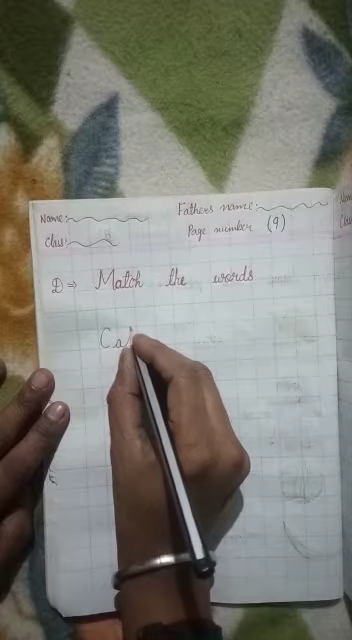 Name:
Fathers name:
Class:
Page number (9)
D ⇒ Match the words
Ca